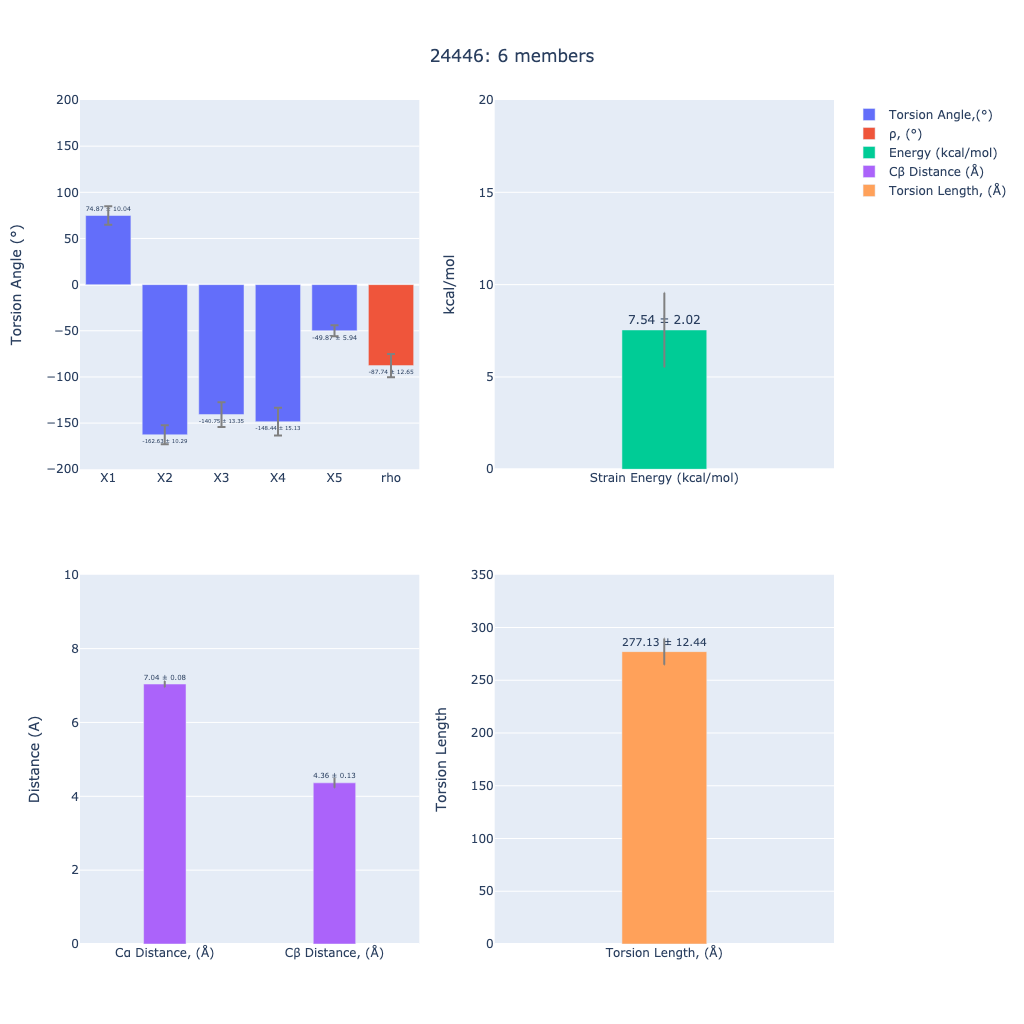 24446: 6 members
200
150
100
50
0
−50
−100
−150
−200
Torsion Angle (°)
74.87 ± 10.04
-162.63 ± 10.29
-140.75 ± 13.35
-148.44 ± 15.13
-49.87 ± 5.94
-87.74 ± 12.65
X1 X2 X3 X4 X5 rho
20
15
10
5
0
kcal/mol
7.54 ± 2.02
Strain Energy (kcal/mol)
Torsion Angle,(°)
ρ, (°)
Energy (kcal/mol)
Cβ Distance (Å)
Torsion Length, (Å)
10
8
6
4
2
0
Distance (A)
7.04 ± 0.08
4.36 ± 0.13
Cα Distance, (Å) Cβ Distance, (Å)
350
300
250
200
150
100
50
0
Torsion Length
277.13 ± 12.44
Torsion Length, (Å)